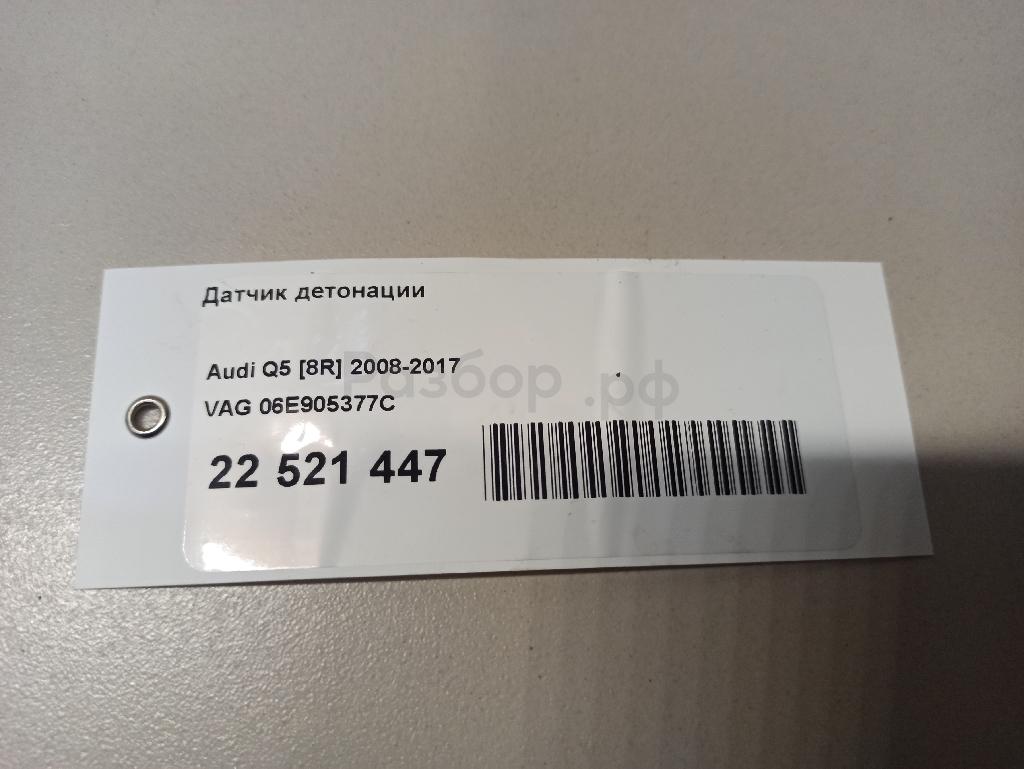 Датчик детонации
Audi Q5 [8R] 2008-2017
Разбор.рф
VAG 06E905377C
22 521 447